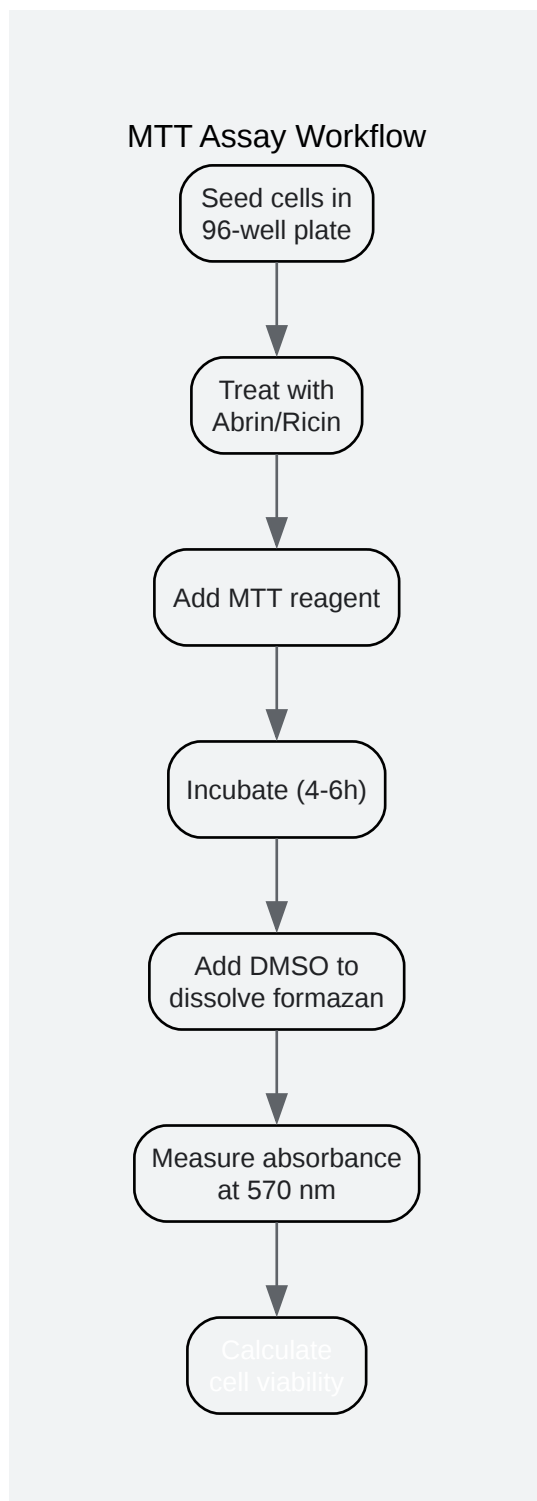 MTT Assay Workflow
Seed cells in
96-well plate
Treat with
Abrin/Ricin
Add MTT reagent
Incubate (4-6h)
Add DMSO to
dissolve formazan
Measure absorbance
at 570 nm
Calculate
cell viability